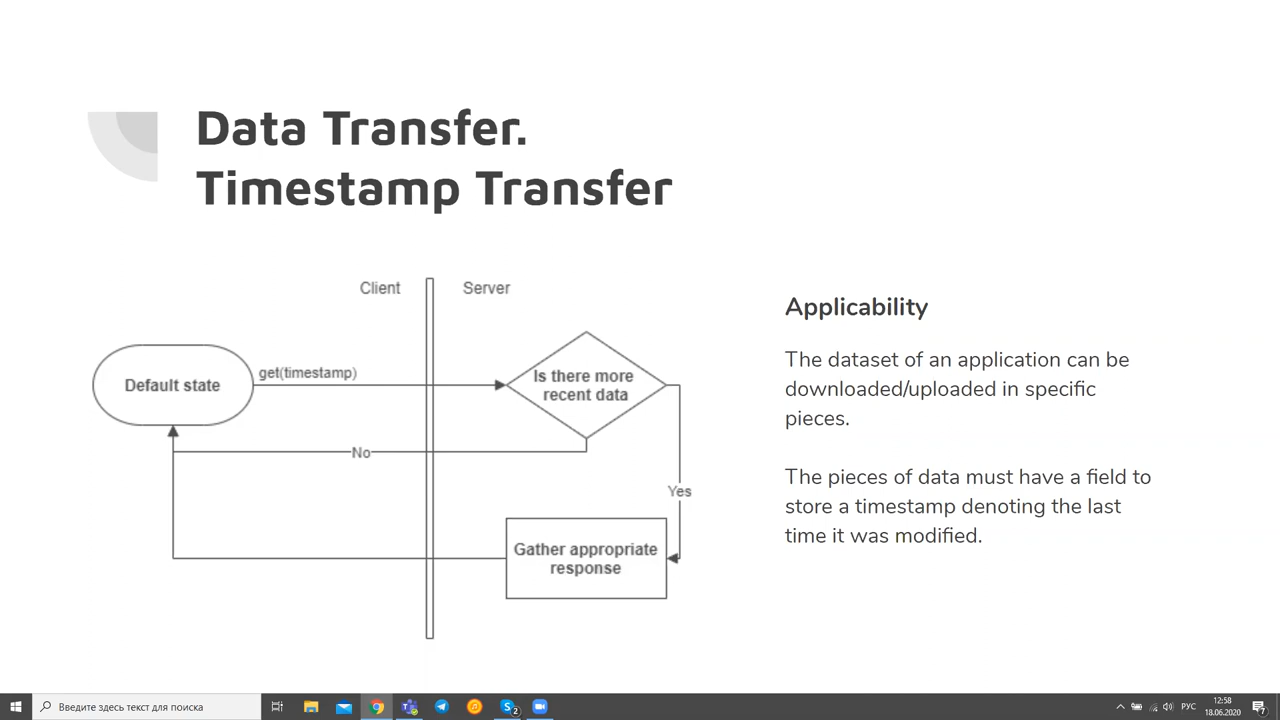 Data Transfer.
Timestamp Transfer
Client
Server
Default state
get(timestamp)
Is there more
recent data
No
Yes
Gather appropriate
response
Applicability
The dataset of an application can be
downloaded/uploaded in specific
pieces.
The pieces of data must have a field to
store a timestamp denoting the last
time it was modified.
Введите здесь текст для поиска
2
РУС
12:58
18.06.2020
7